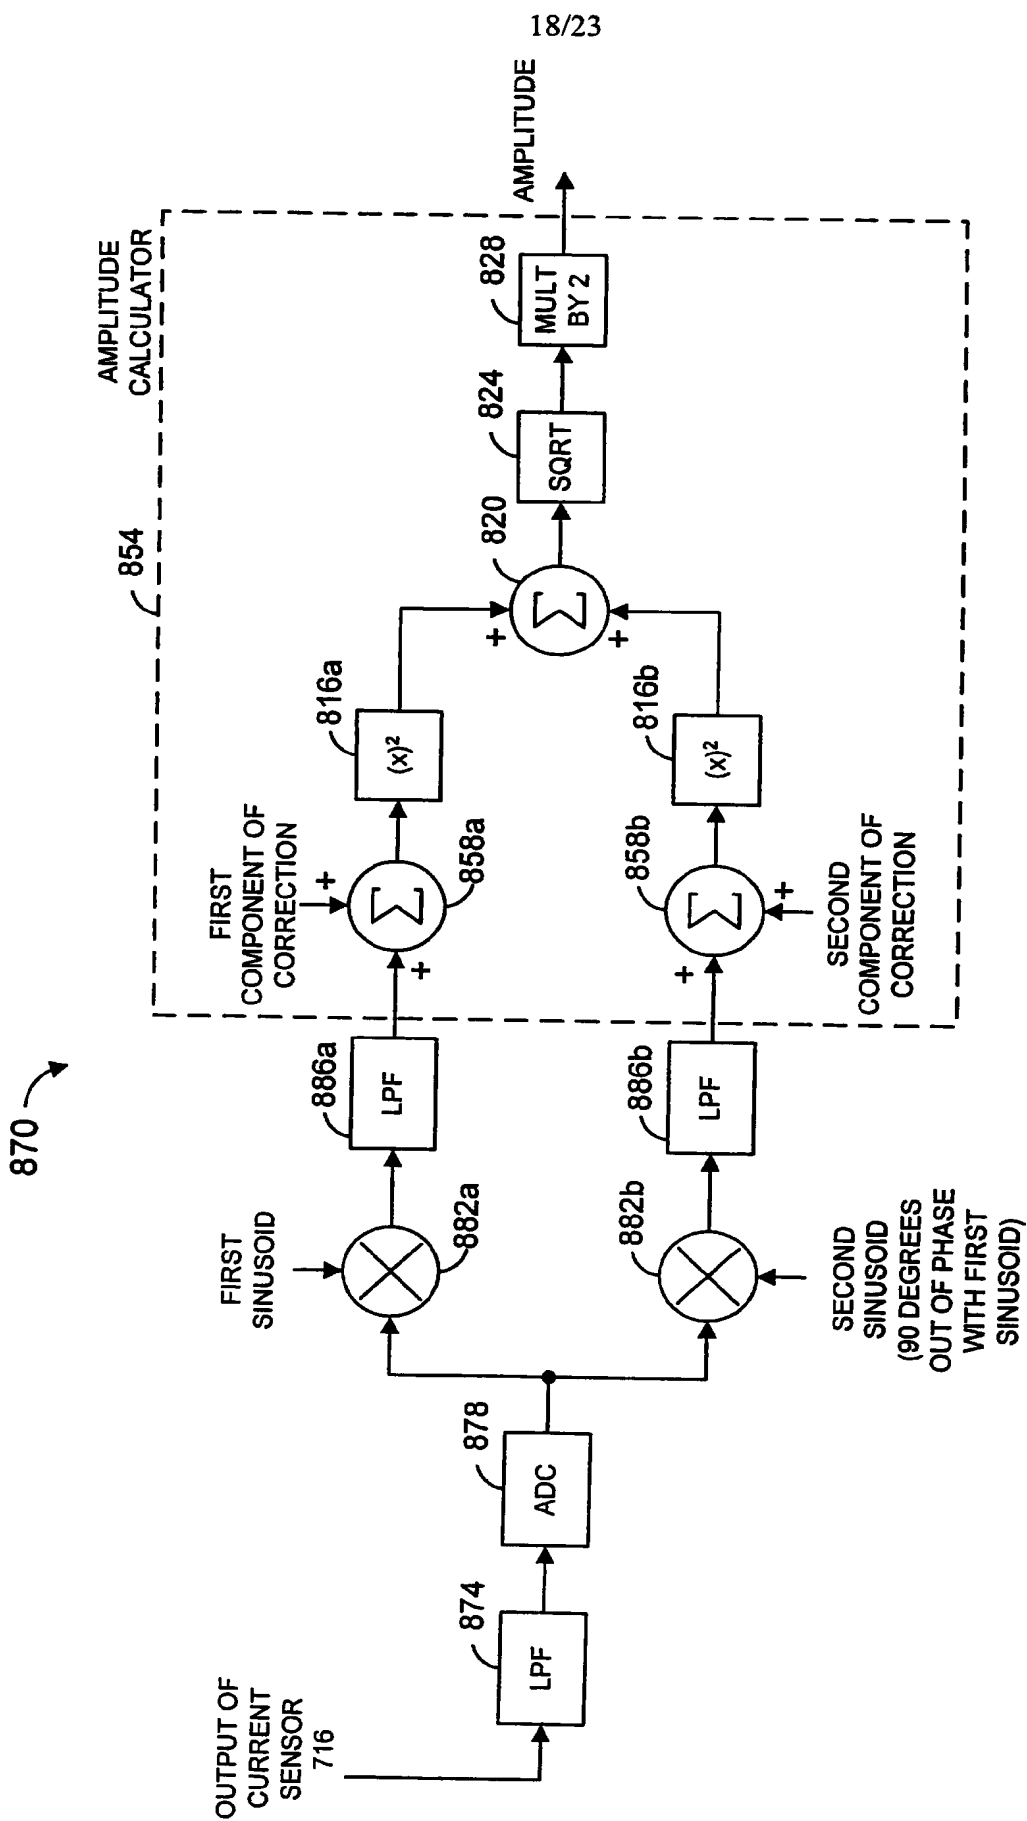 18/23
870
OUTPUT OF
CURRENT
SENSOR
716
874
LPF
878
ADC
FIRST
SINUSOID
882a
882b
SECOND
SINUSOID
(90 DEGREES
OUT OF PHASE
WITH FIRST
SINUSOID)
886a
LPF
886b
LPF
854
AMPLITUDE
CALCULATOR
FIRST
COMPONENT OF
CORRECTION
+
+
Σ
858a
858b
Σ
+
+
SECOND
COMPONENT OF
CORRECTION
816a
(x)²
816b
(x)²
820
+
Σ
+
824
SQRT
828
MULT
BY 2
AMPLITUDE